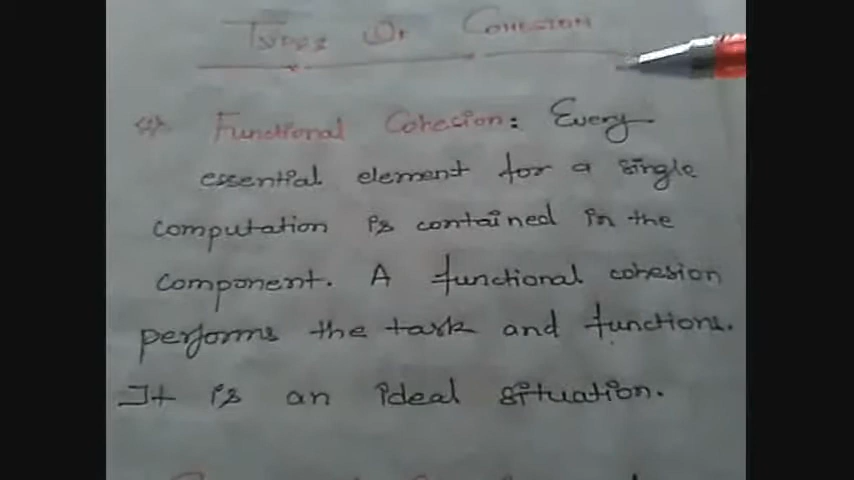 Types Of Cohesion
Functional Cohesion: Every
essential element for a single
computation is contained in the
component. A functional cohesion
performs the task and functions.
It is an ideal situation.